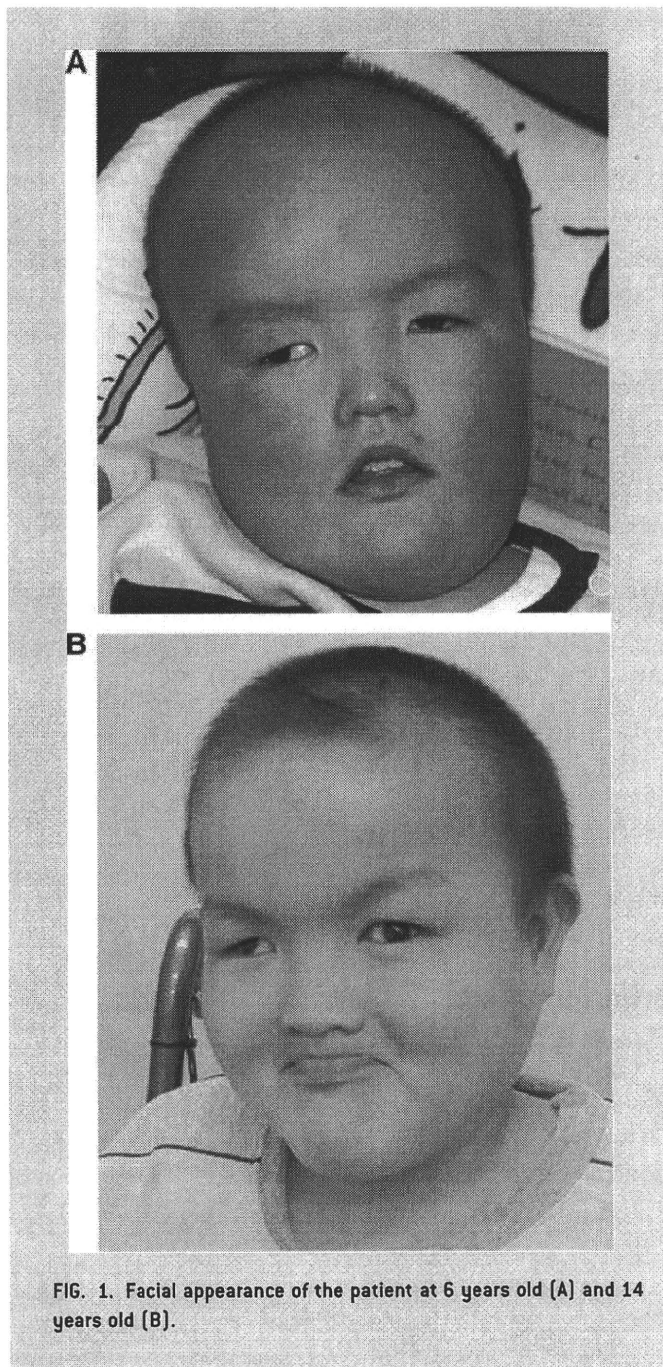 A
B
FIG. 1. Facial appearance of the patient at 6 years old (A) and 14
years old (B).